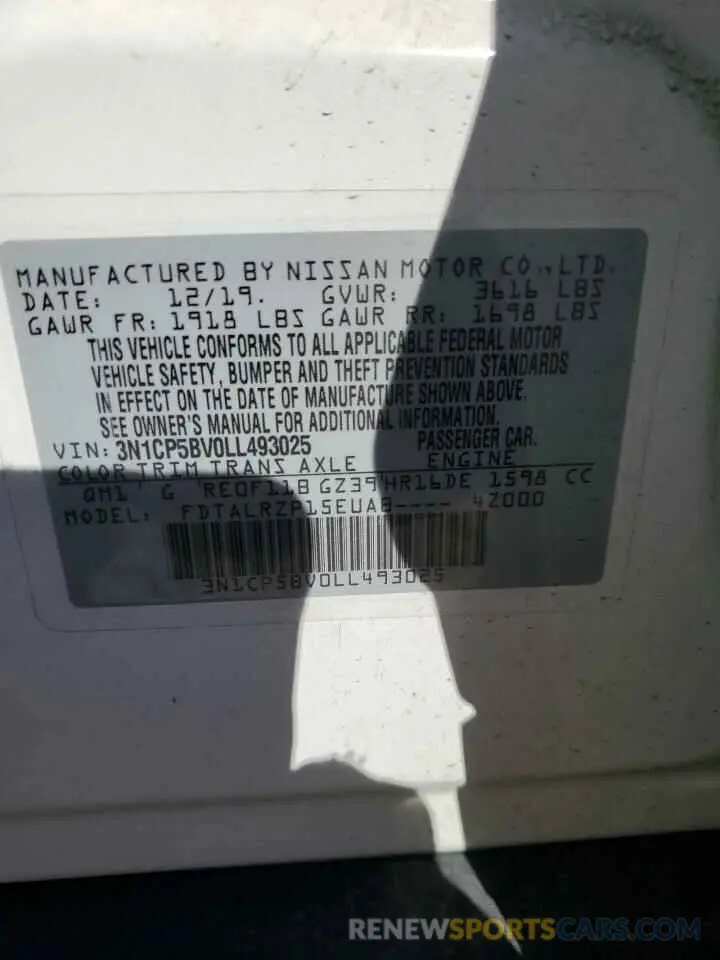 MANUFACTURED BY NISSAN MOTOR CO., LTD.
DATE: 12/19. GVWR: 3616 LBS
GAWR FR: 1918 LBS GAWR RR: 1698 LBS
THIS VEHICLE CONFORMS TO ALL APPLICABLE FEDERAL MOTOR
VEHICLE SAFETY, BUMPER AND THEFT PREVENTION STANDARDS
IN EFFECT ON THE DATE OF MANUFACTURE SHOWN ABOVE.
SEE OWNER'S MANUAL FOR ADDITIONAL INFORMATION.
VIN: 3N1CP5BV0LL493025 PASSENGER CAR.
COLOR TRIM TRANS AXLE ENGINE
QM1 G RE0F11B GZ39 HR16DE 1598 CC
MODEL: FDTALRZP15EUAB---- 4Z000
3N1CP5BV0LL493025
RENEWSPORTSCARS.COM